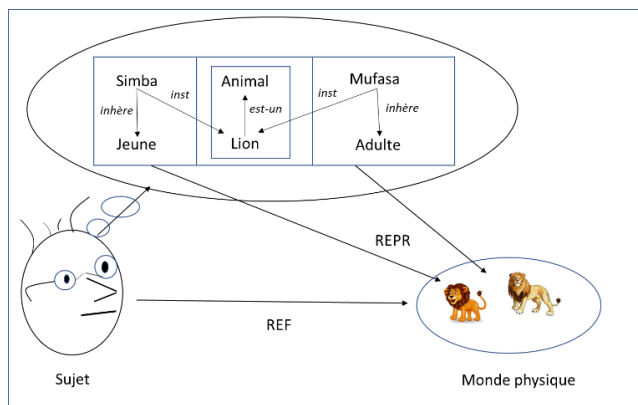 Simba
Animal
Mufasa
inhère
inst
est-un
inst
inhère
Jeune
Lion
Adulte
REPR
REF
Sujet
Monde physique